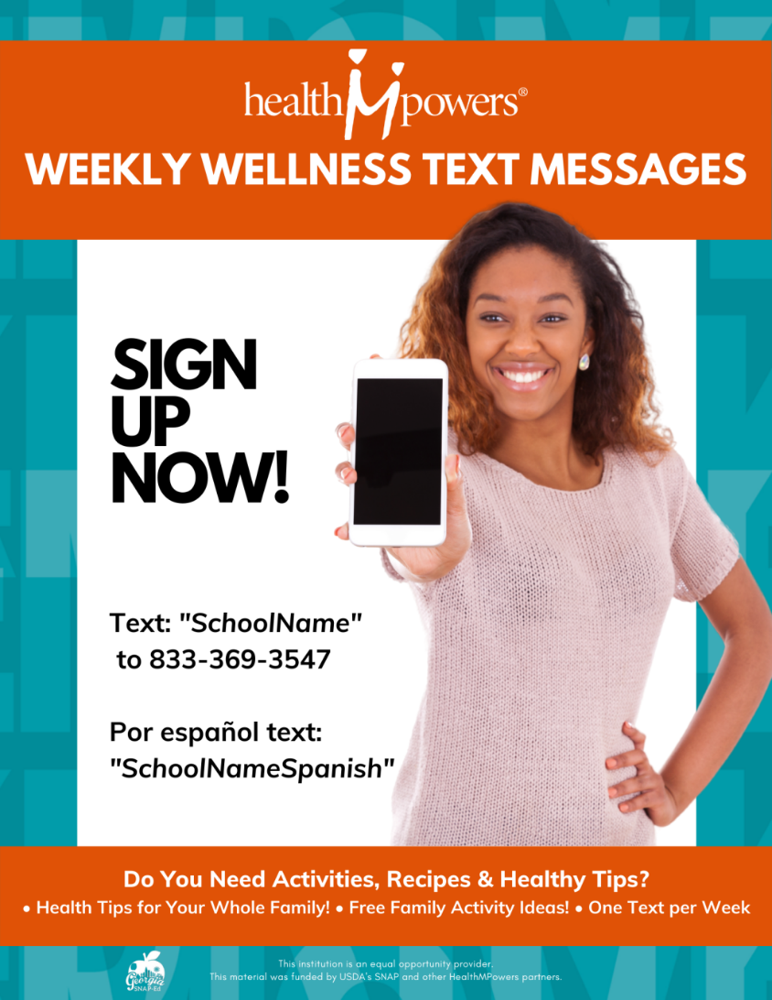 healthMpowers®
WEEKLY WELLNESS TEXT MESSAGES
SIGN
UP
NOW!
Text: "SchoolName"
to 833-369-3547
Por español text:
"SchoolNameSpanish"
Do You Need Activities, Recipes & Healthy Tips?
• Health Tips for Your Whole Family! • Free Family Activity Ideas! • One Text per Week
This institution is an equal opportunity provider.
This material was funded by USDA's SNAP and other HealthMPowers partners.
Georgia
SNAP-Ed